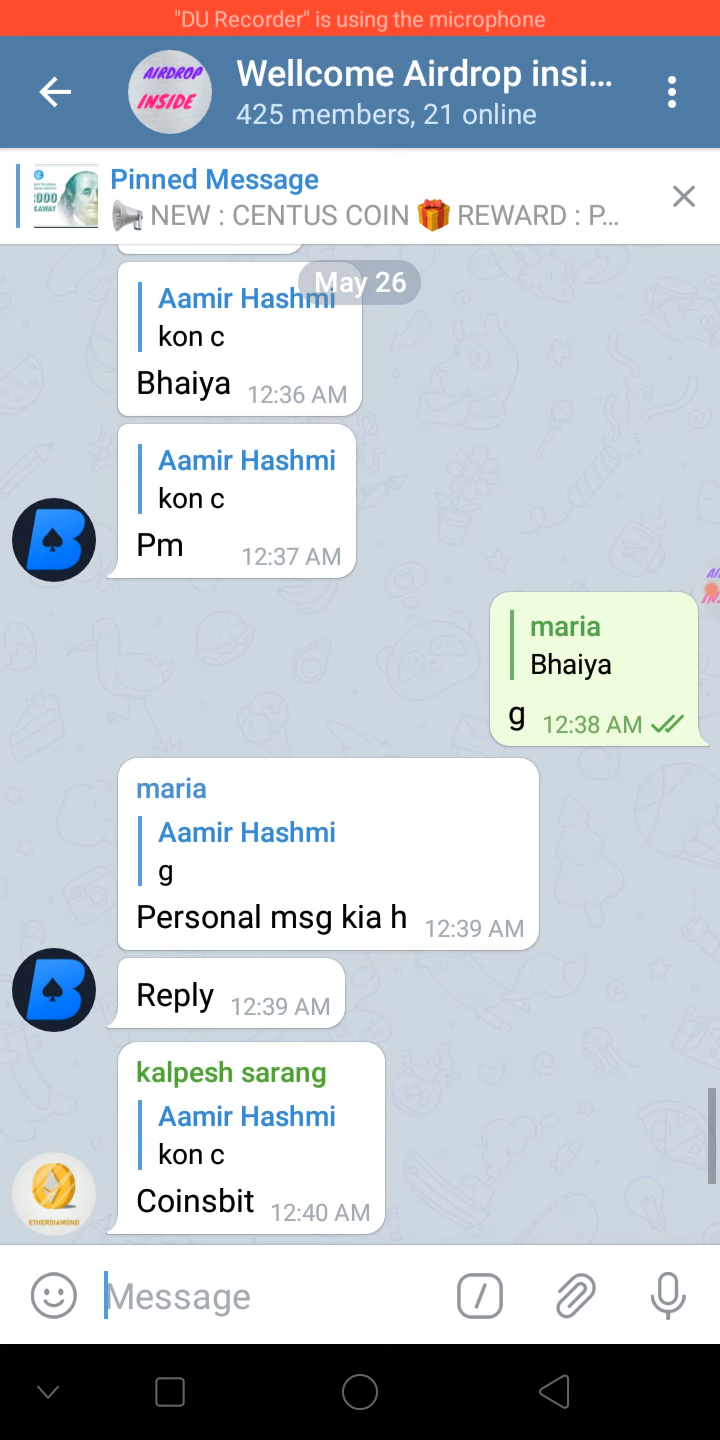 "DU Recorder" is using the microphone
AIRDROP
INSIDE
Wellcome Airdrop insi...
425 members, 21 online
Pinned Message
NEW : CENTUS COIN 🎁 REWARD : P...
May 26
Aamir Hashmi
kon c
Bhaiya 12:36 AM
Aamir Hashmi
kon c
Pm 12:37 AM
maria
Bhaiya
g 12:38 AM
maria
Aamir Hashmi
g
Personal msg kia h 12:39 AM
Reply 12:39 AM
kalpesh sarang
Aamir Hashmi
kon c
Coinsbit 12:40 AM
ETHERDIAMOND
Message